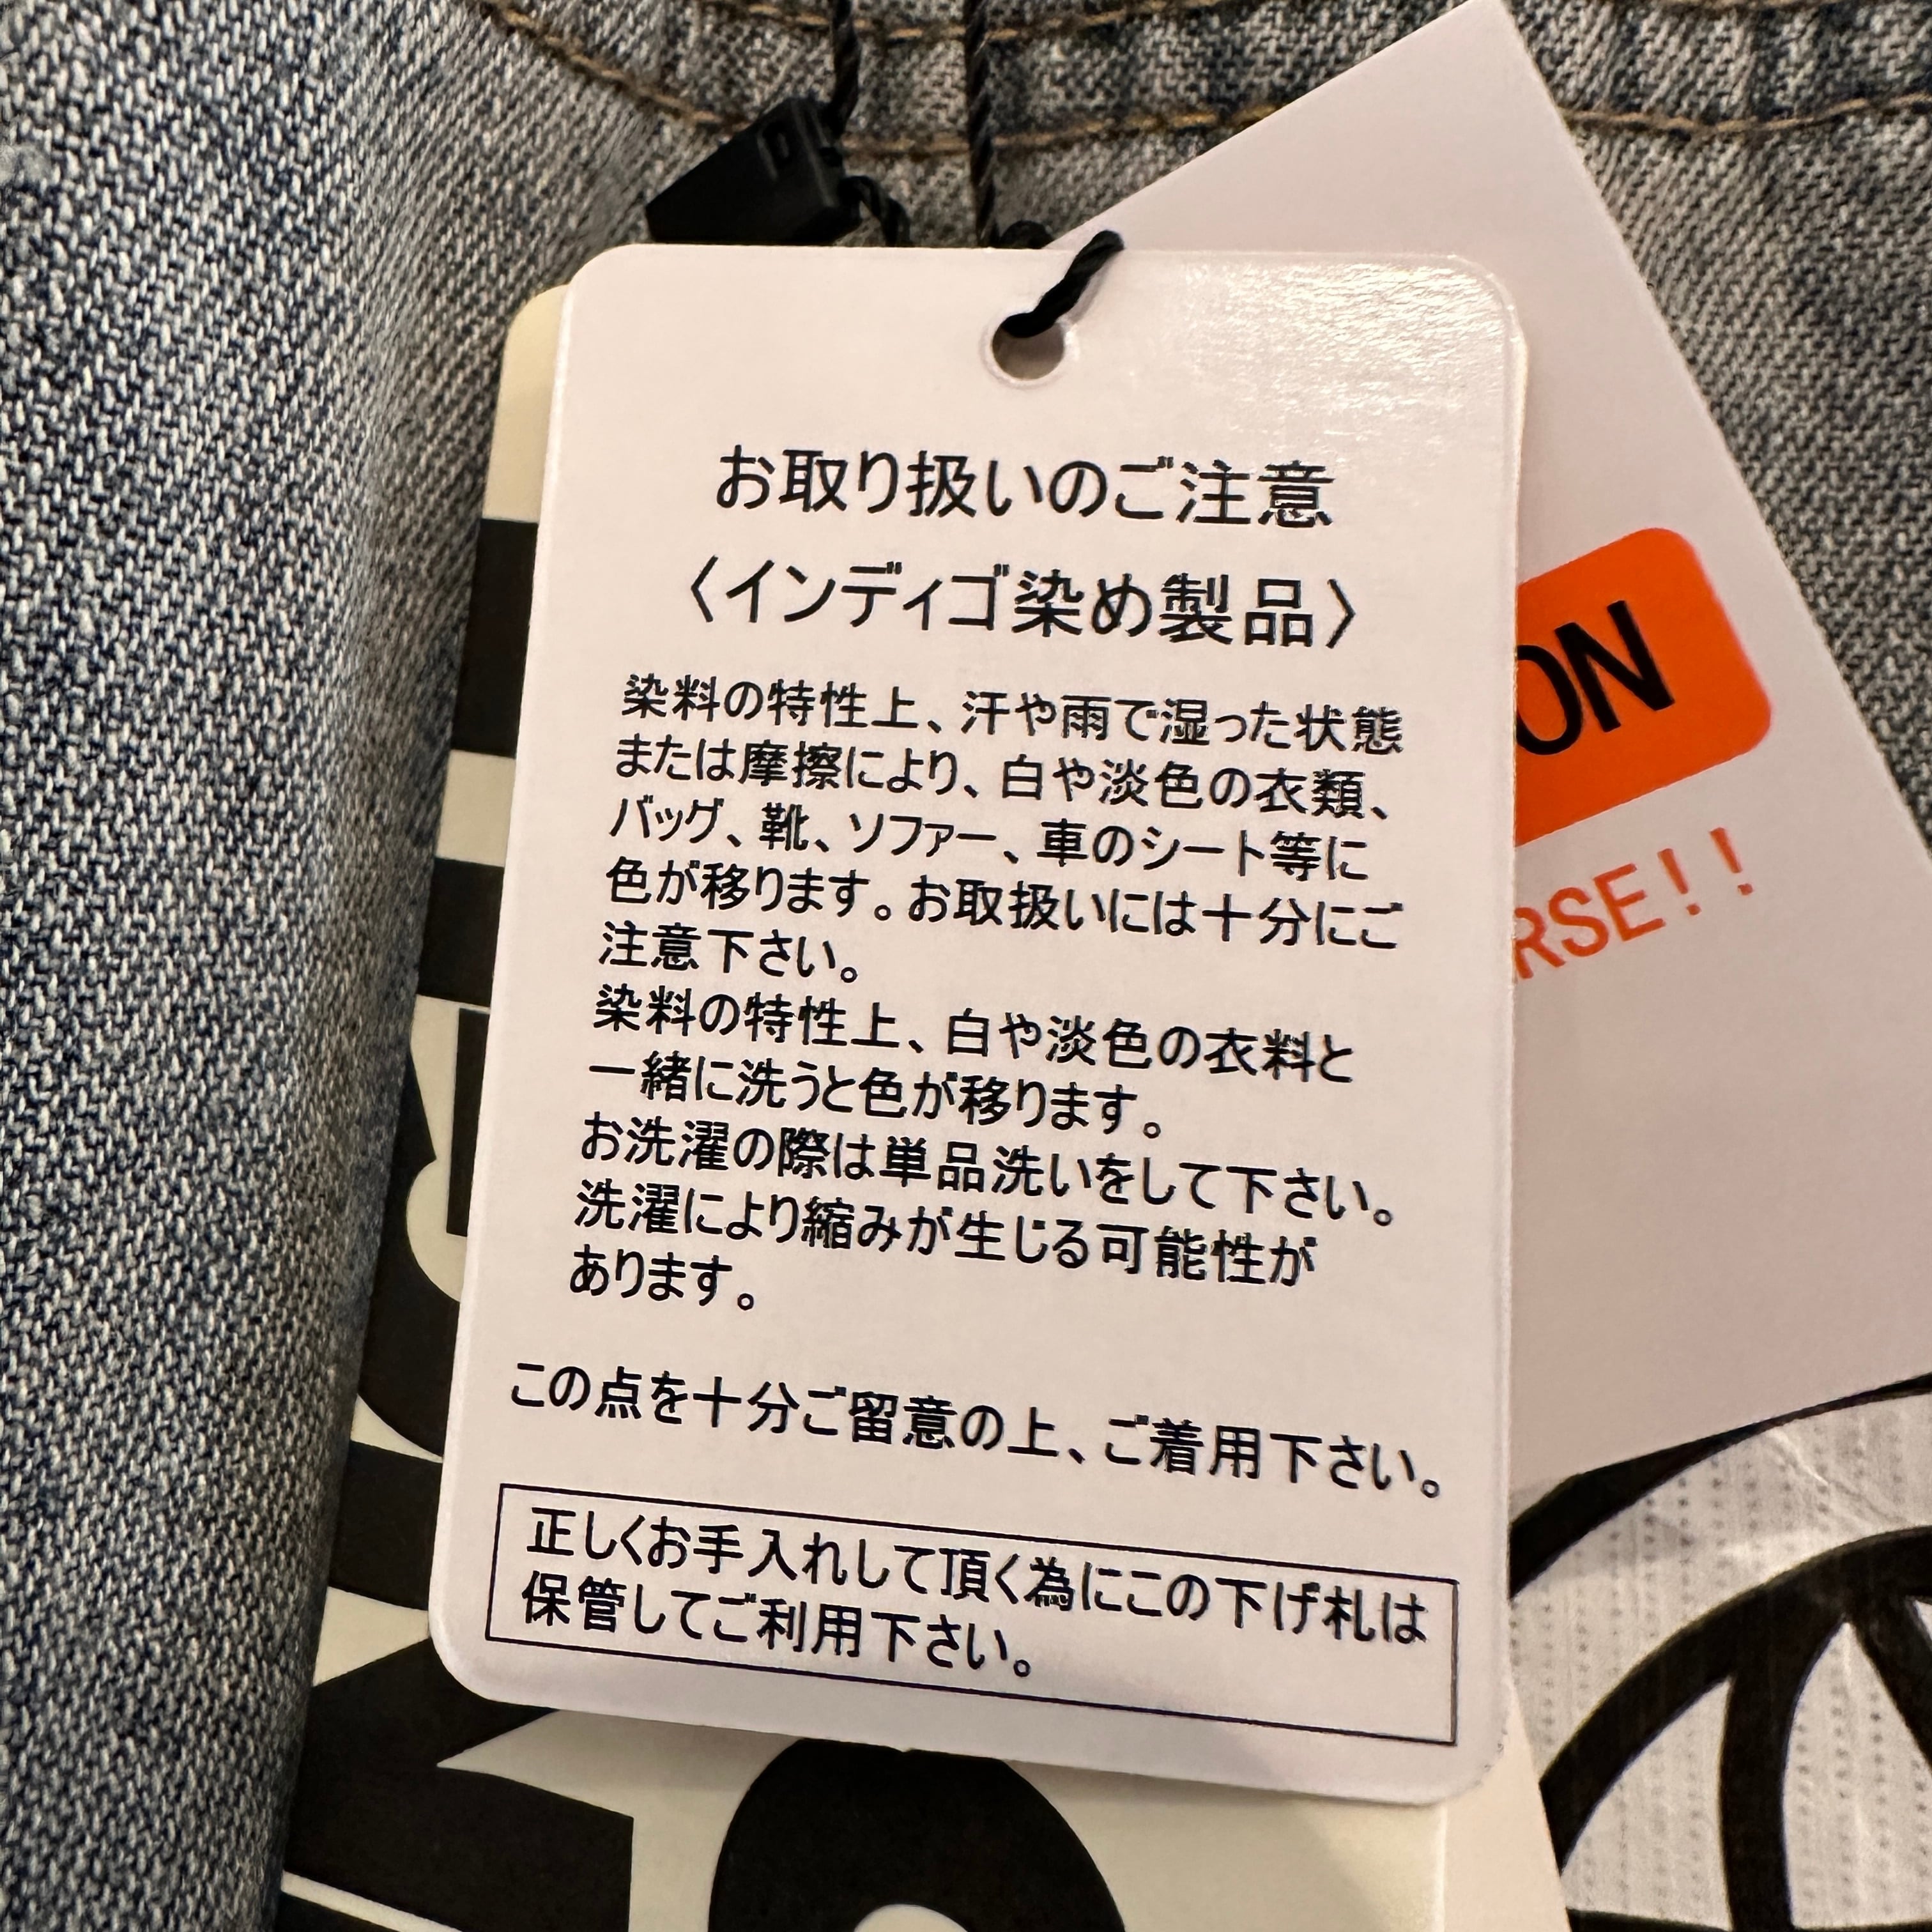 お取り扱いのご注意
〈インディゴ染め製品〉
染料の特性上、汗や雨で湿った状態
または摩擦により、白や淡色の衣類、
バッグ、靴、ソファー、車のシート等に
色が移ります。お取扱いには十分にご
注意下さい。
染料の特性上、白や淡色の衣料と
一緒に洗うと色が移ります。
お洗濯の際は単品洗いをして下さい。
洗濯により縮みが生じる可能性が
あります。
この点を十分ご留意の上、ご着用下さい。
正しくお手入れして頂く為にこの下げ札は
保管してご利用下さい。
ON
RSE!!